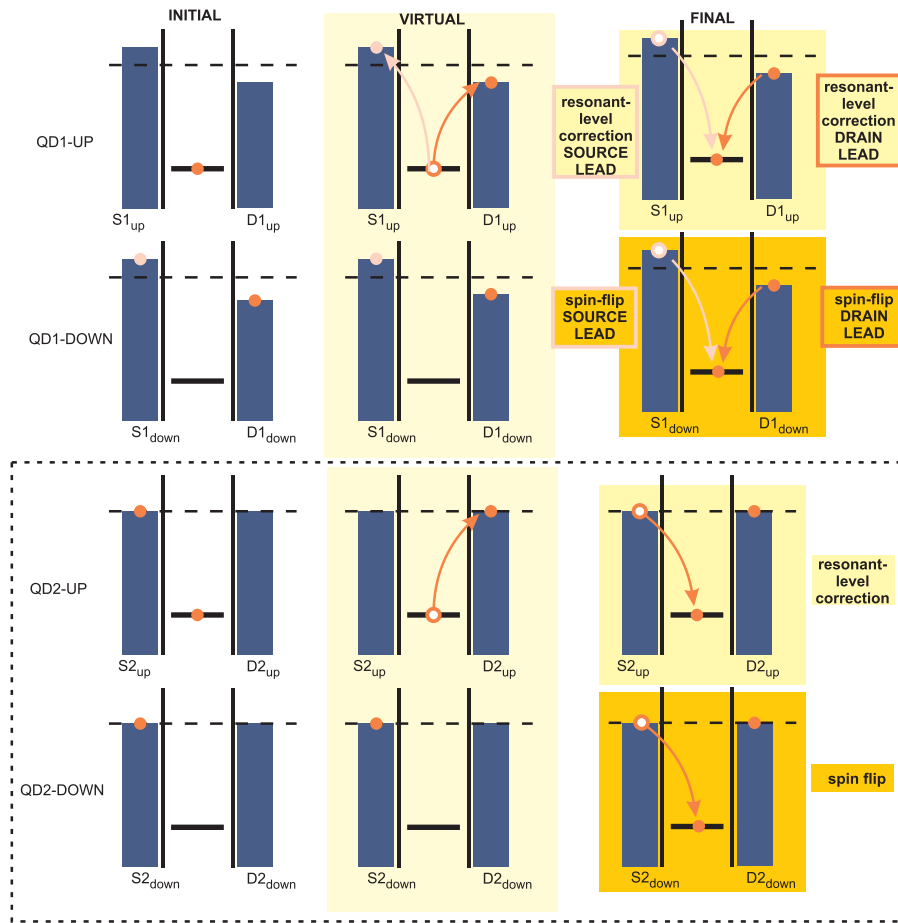 INITIAL
VIRTUAL
FINAL
QD1-UP
resonant-
level
correction
SOURCE
LEAD
resonant-
level
correction
DRAIN
LEAD
S1up
D1up
S1up
D1up
S1up
D1up
QD1-DOWN
spin-flip
SOURCE
LEAD
spin-flip
DRAIN
LEAD
S1down
D1down
S1down
D1down
S1down
D1down
QD2-UP
resonant-
level
correction
S2up
D2up
S2up
D2up
S2up
D2up
QD2-DOWN
spin flip
S2down
D2down
S2down
D2down
S2down
D2down